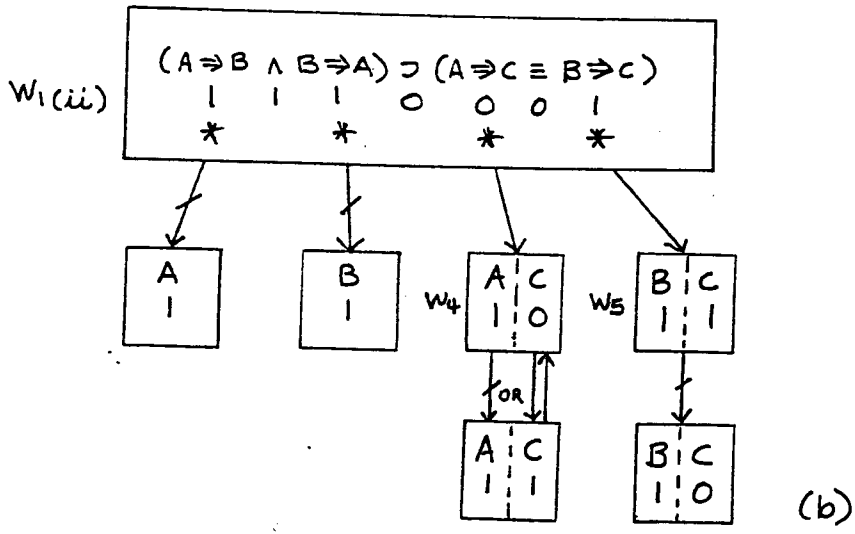 (A ⇒ B ∧ B ⇒ A) ⊃ (A ⇒ C ≡ B ⇒ C)
W1(ii)
1 1 1 0 0 0 1
* * * *
A
1
B
1
W4
A C
1 0
W5
B C
1 1
OR
A C
1 1
B C
1 0
(b)